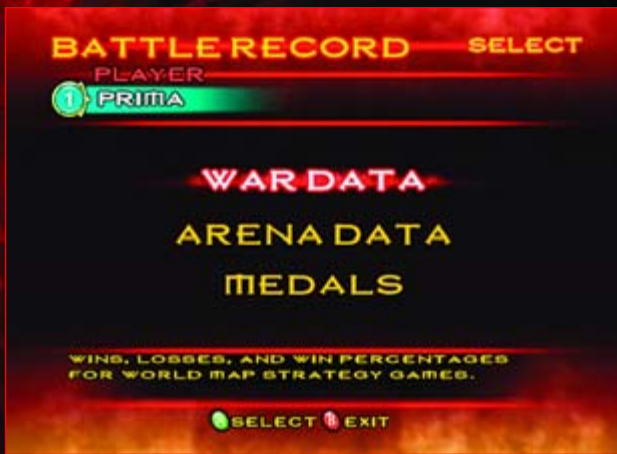 BATTLE RECORD SELECT
PLAYER
1 PRIMA
WAR DATA
ARENA DATA
MEDALS
WINS, LOSSES, AND WIN PERCENTAGES
FOR WORLD MAP STRATEGY GAMES.
A SELECT B EXIT